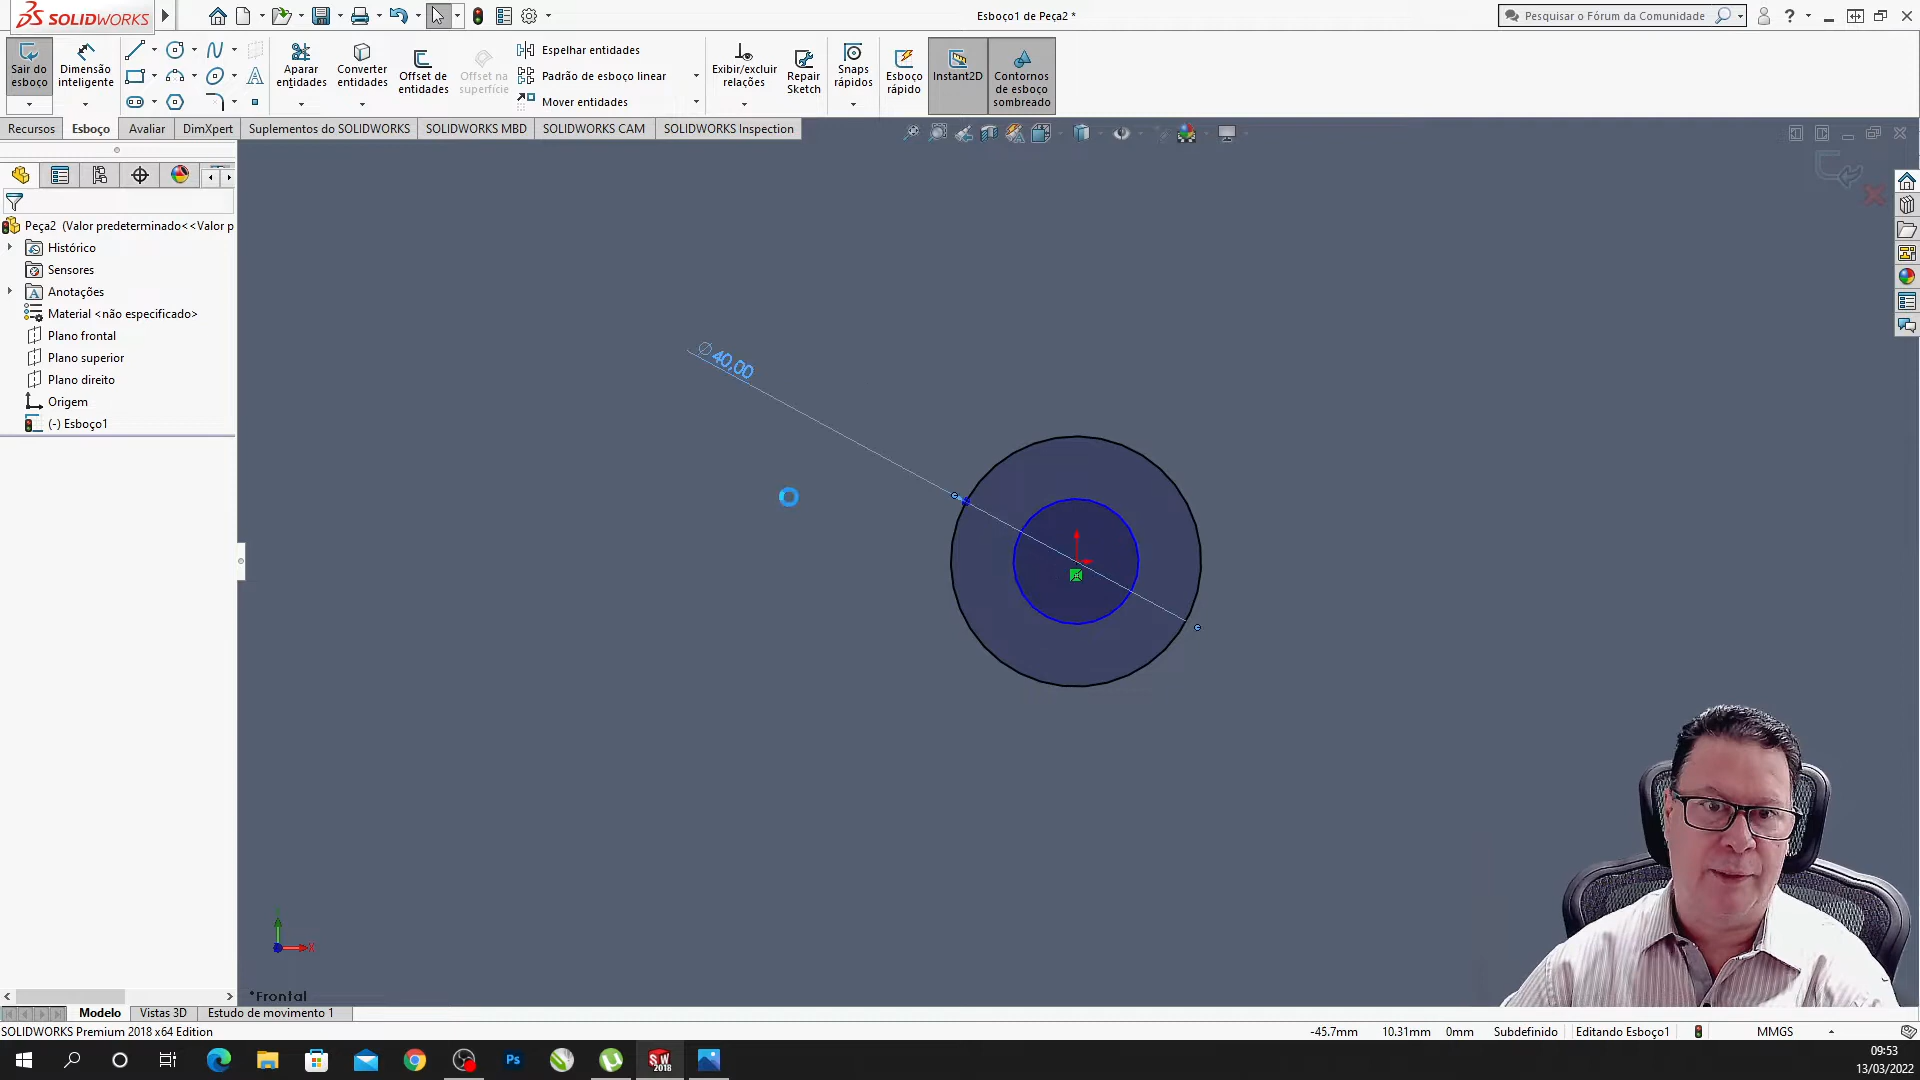 SOLIDWORKS
Esboço1 de Peça2 *
Pesquisar o Fórum da Comunidade
Sair do esboço
Dimensão inteligente
Aparar entidades
Converter entidades
Offset de entidades
Offset na superfície
Espelhar entidades
Padrão de esboço linear
Mover entidades
Exibir/excluir relações
Repair Sketch
Snaps rápidos
Esboço rápido
Instant2D
Contornos de esboço sombreado
Recursos
Esboço
Avaliar
DimXpert
Suplementos do SOLIDWORKS
SOLIDWORKS MBD
SOLIDWORKS CAM
SOLIDWORKS Inspection
Peça2 (Valor predeterminado<<Valor p
Histórico
Sensores
Anotações
Material <não especificado>
Plano frontal
Plano superior
Plano direito
Origem
(-) Esboço1
∅40,00
X
*Frontal
Modelo
Vistas 3D
Estudo de movimento 1
SOLIDWORKS Premium 2018 x64 Edition
-45.7mm
10.31mm
0mm
Subdefinido
Editando Esboço1
MMGS
Ps
SW
2018
09:53
13/03/2022